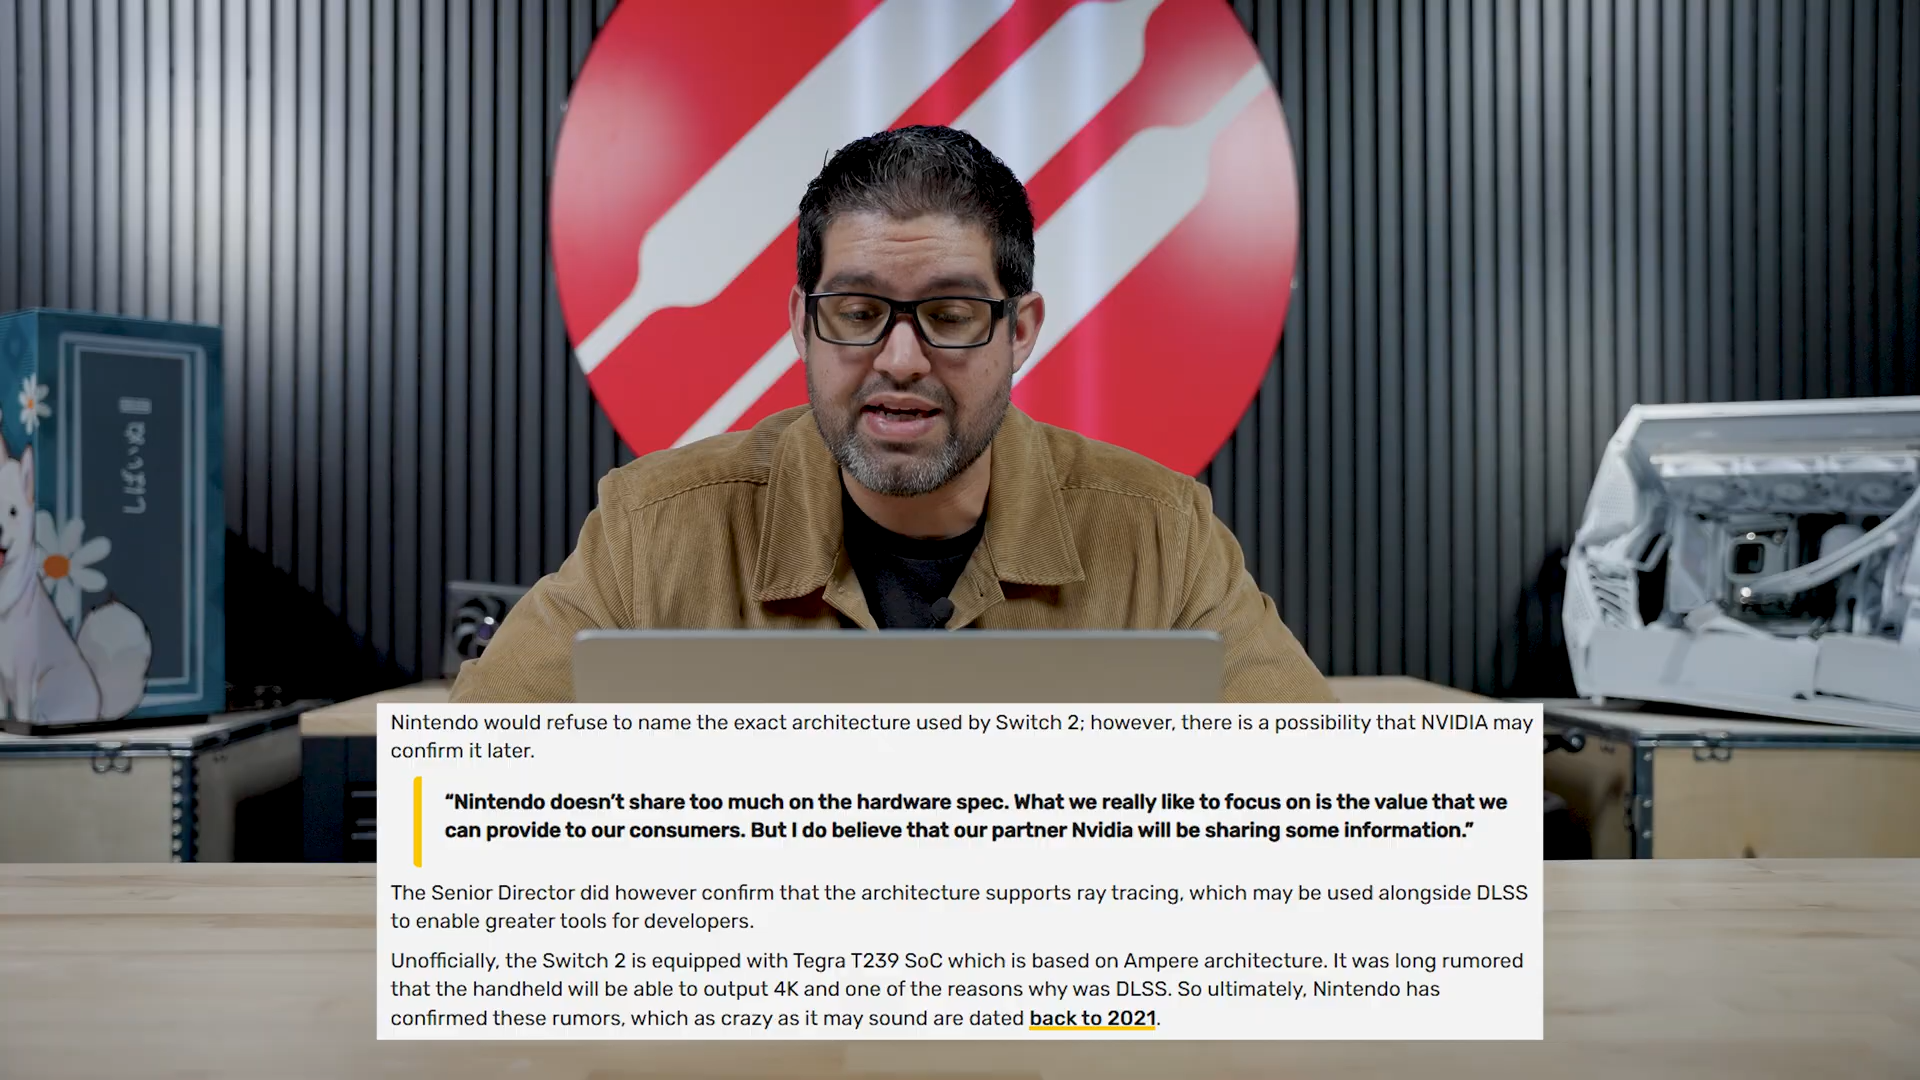 しばいぬ
Nintendo would refuse to name the exact architecture used by Switch 2; however, there is a possibility that NVIDIA may
confirm it later.
“Nintendo doesn’t share too much on the hardware spec. What we really like to focus on is the value that we
can provide to our consumers. But I do believe that our partner Nvidia will be sharing some information.”
The Senior Director did however confirm that the architecture supports ray tracing, which may be used alongside DLSS
to enable greater tools for developers.
Unofficially, the Switch 2 is equipped with Tegra T239 SoC which is based on Ampere architecture. It was long rumored
that the handheld will be able to output 4K and one of the reasons why was DLSS. So ultimately, Nintendo has
confirmed these rumors, which as crazy as it may sound are dated back to 2021.